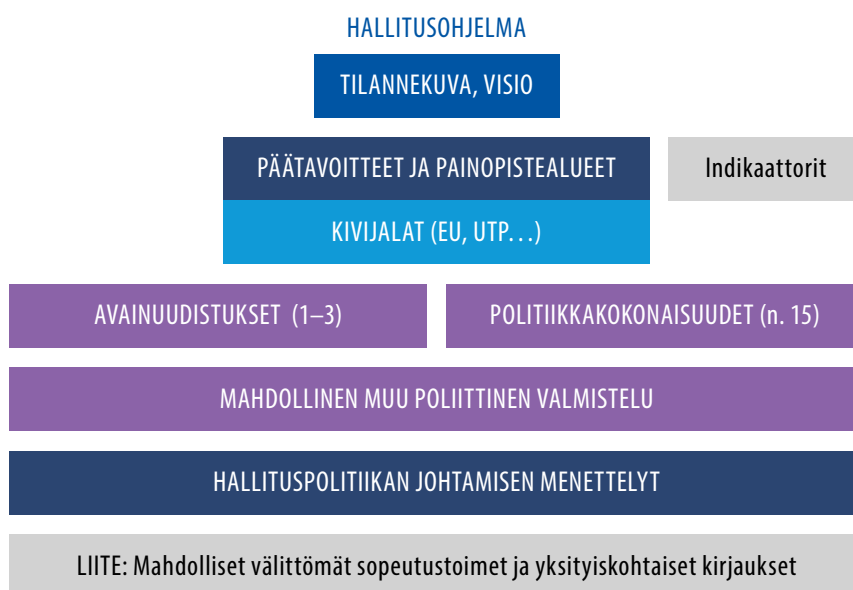 HALLITUSOHJELMA
TILANNEKUVA, VISIO
PÄÄTAVOITTEET JA PAINOPISTEALUEET
Indikaattorit
KIVIJALAT (EU, UTP…)
AVAINUUDISTUKSET (1–3)
POLITIIKKAKOKONAISUUDET (n. 15)
MAHDOLLINEN MUU POLIITTINEN VALMISTELU
HALLITUSPOLITIIKAN JOHTAMISEN MENETTELYT
LIITE: Mahdolliset välittömät sopeutustoimet ja yksityiskohtaiset kirjaukset